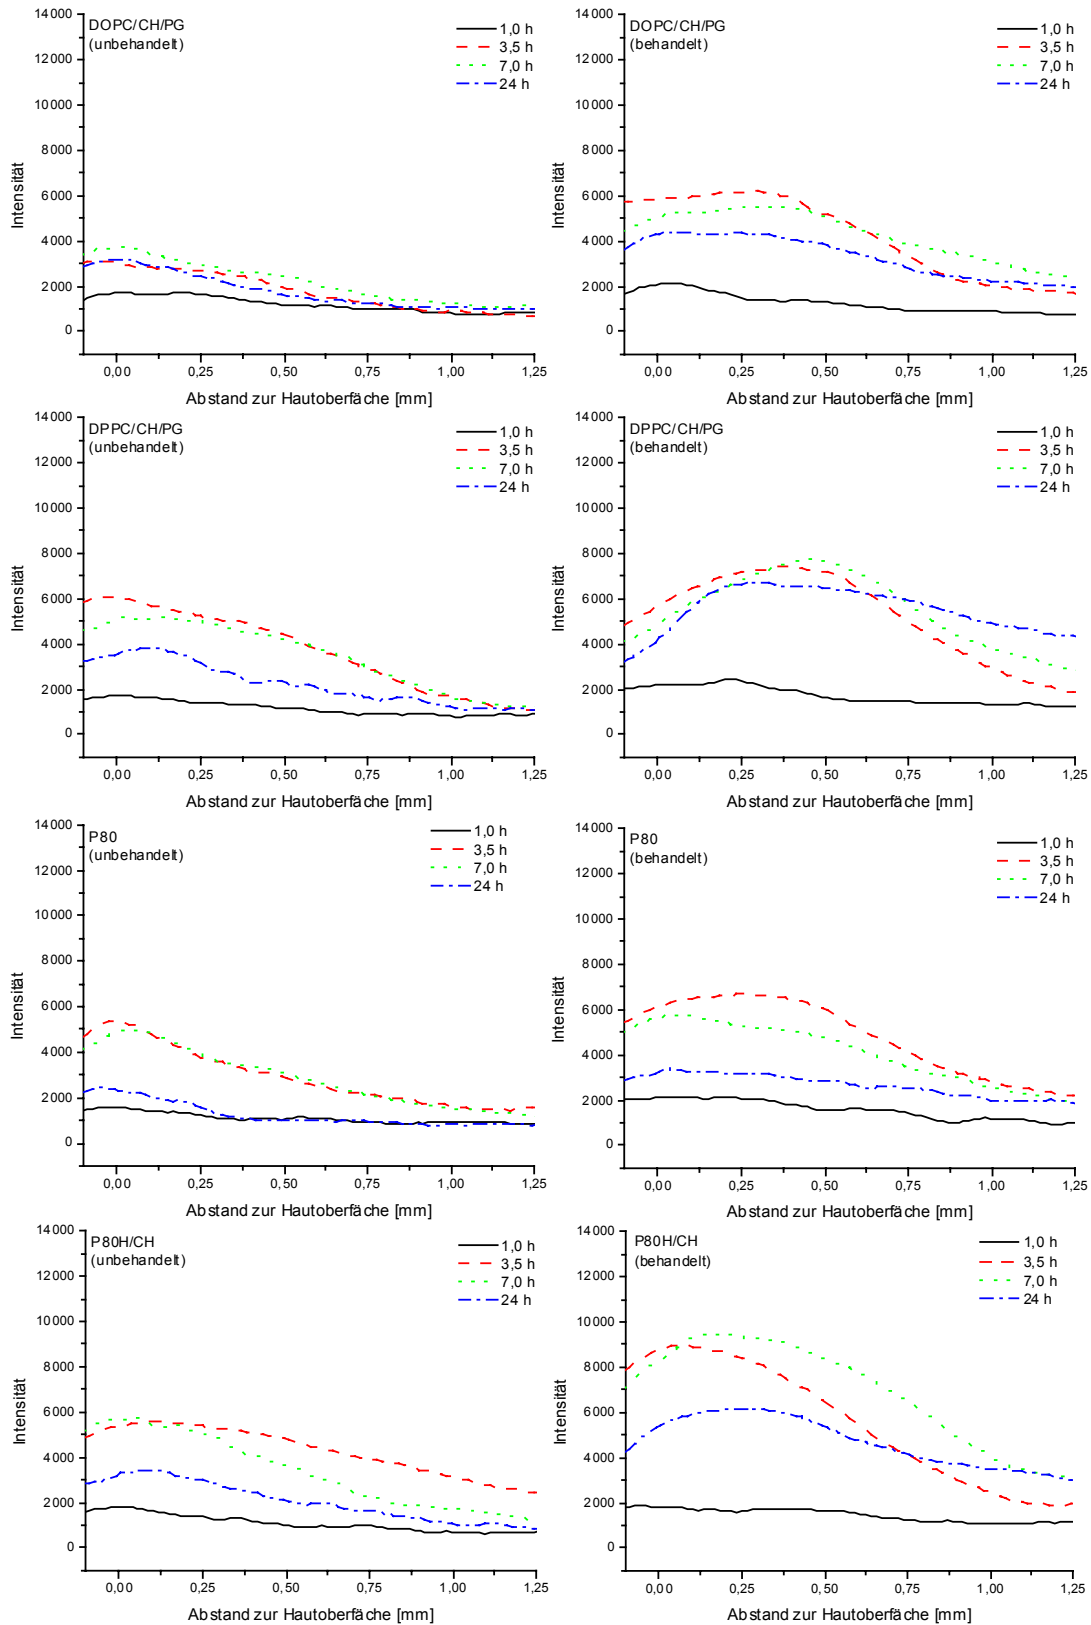 DOPC/CH/PG
(unbehandelt)
1,0 h
3,5 h
7,0 h
24 h
14000
12000
10000
8000
6000
4000
2000
0
Intensität
0,00 0,25 0,50 0,75 1,00 1,25
Abstand zur Hautoberfäche [mm]
DOPC/CH/PG
(behandelt)
1,0 h
3,5 h
7,0 h
24 h
14000
12000
10000
8000
6000
4000
2000
0
Intensität
0,00 0,25 0,50 0,75 1,00 1,25
Abstand zur Hautoberfäche [mm]
DPPC/CH/PG
(unbehandelt)
1,0 h
3,5 h
7,0 h
24 h
14000
12000
10000
8000
6000
4000
2000
0
Intensität
0,00 0,25 0,50 0,75 1,00 1,25
Abstand zur Hautoberfäche [mm]
DPPC/CH/PG
(behandelt)
1,0 h
3,5 h
7,0 h
24 h
14000
12000
10000
8000
6000
4000
2000
0
Intensität
0,00 0,25 0,50 0,75 1,00 1,25
Abstand zur Hautoberfäche [mm]
P80
(unbehandelt)
1,0 h
3,5 h
7,0 h
24 h
14000
12000
10000
8000
6000
4000
2000
0
Intensität
0,00 0,25 0,50 0,75 1,00 1,25
Abstand zur Hautoberfäche [mm]
P80
(behandelt)
1,0 h
3,5 h
7,0 h
24 h
14000
12000
10000
8000
6000
4000
2000
0
Intensität
0,00 0,25 0,50 0,75 1,00 1,25
Abstand zur Hautoberfäche [mm]
P80H/CH
(unbehandelt)
1,0 h
3,5 h
7,0 h
24 h
14000
12000
10000
8000
6000
4000
2000
0
Intensität
0,00 0,25 0,50 0,75 1,00 1,25
Abstand zur Hautoberfäche [mm]
P80H/CH
(behandelt)
1,0 h
3,5 h
7,0 h
24 h
14000
12000
10000
8000
6000
4000
2000
0
Intensität
0,00 0,25 0,50 0,75 1,00 1,25
Abstand zur Hautoberfäche [mm]